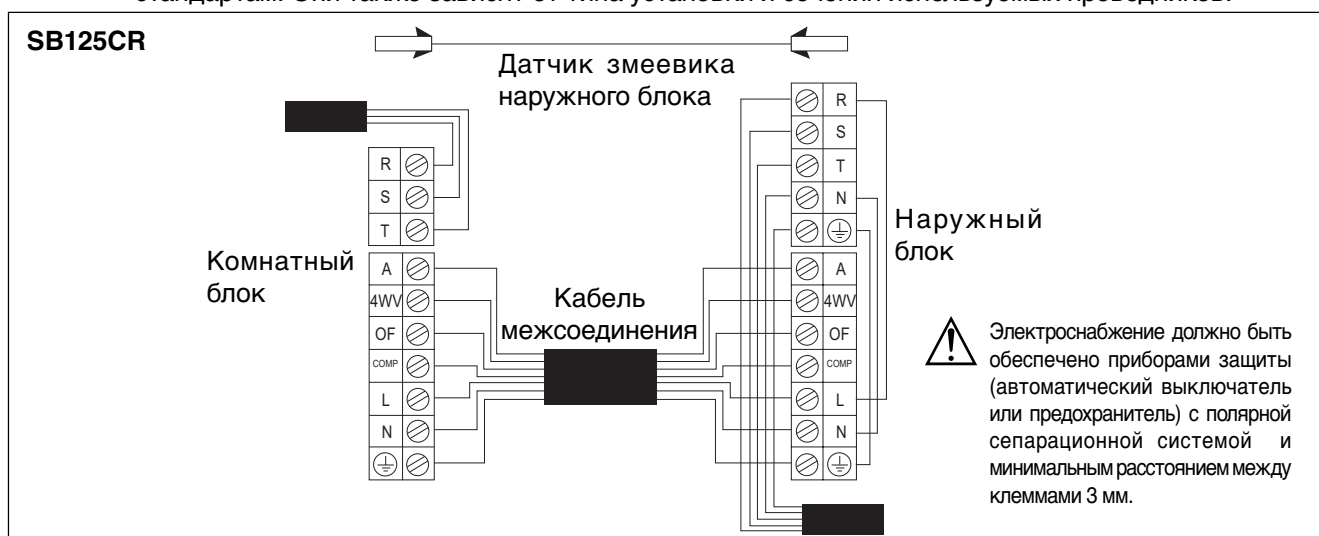 SB125CR
Датчик змеевика
наружного блока
R
S
T
Комнатный
блок
A
4WV
OF
COMP
L
N
Кабель
межсоединения
R
S
T
N
Наружный
блок
A
4WV
OF
COMP
L
N
Электроснабжение должно быть
обеспечено приборами защиты
(автоматический выключатель
или предохранитель) с полярной
сепарационной системой и
минимальным расстоянием между
клеммами 3 мм.